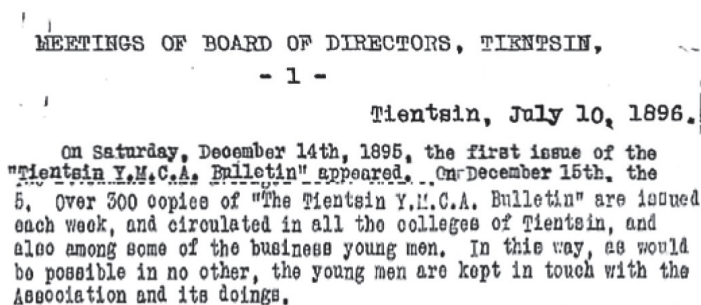 MEETINGS OF BOARD OF DIRECTORS, TIENTSIN,
- 1 -
Tientsin, July 10, 1896.
On Saturday, December 14th, 1895, the first issue of the
"Tientsin Y.M.C.A. Bulletin" appeared. On December 15th, the
5. Over 300 copies of "The Tientsin Y.M.C.A. Bulletin" are issued
each week, and circulated in all the colleges of Tientsin, and
also among some of the business young men. In this way, as would
be possible in no other, the young men are kept in touch with the
Association and its doings.